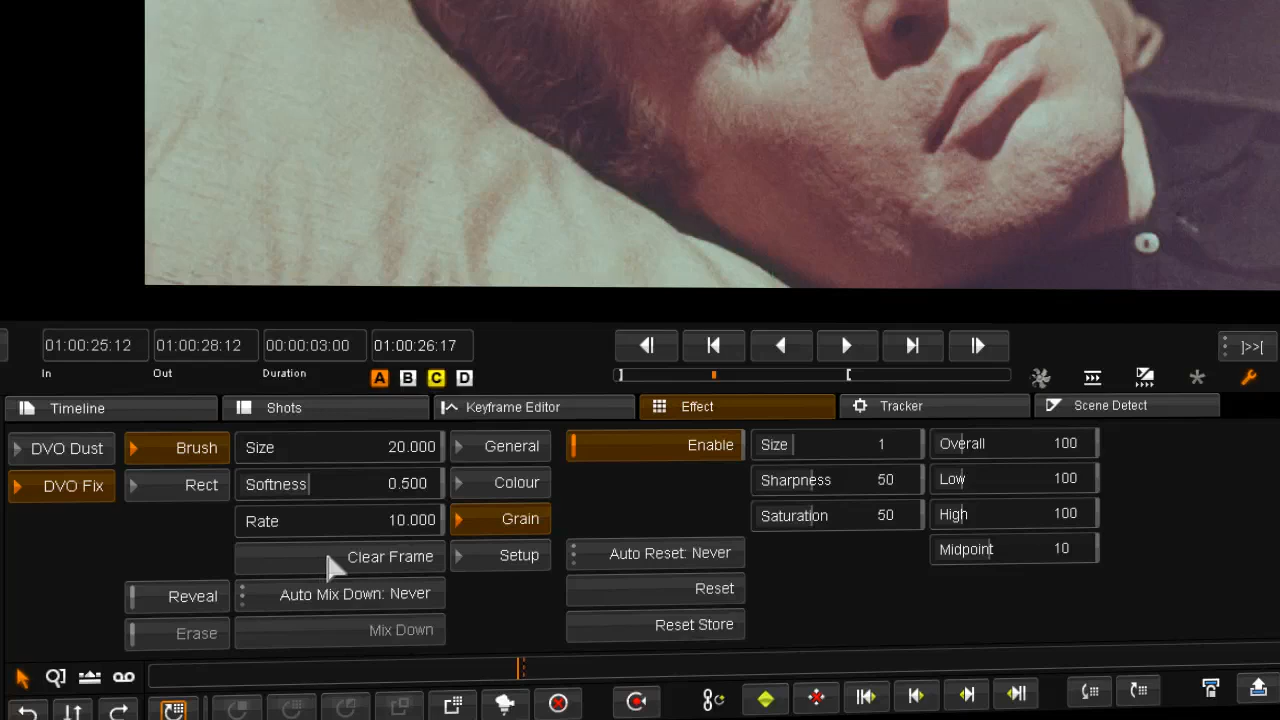 01:00:25:12 01:00:28:12 00:00:03:00 01:00:26:17 ]>>[
In Out Duration A B C D
Timeline Shots Keyframe Editor Effect Tracker Scene Detect
DVO Dust Brush Size 20.000 General Enable Size 1 Overall 100
DVO Fix Rect Softness 0.500 Colour Sharpness 50 Low 100
Rate 10.000 Grain Saturation 50 High 100
Clear Frame Setup Auto Reset: Never Midpoint 10
Reveal Auto Mix Down: Never Reset
Erase Mix Down Reset Store